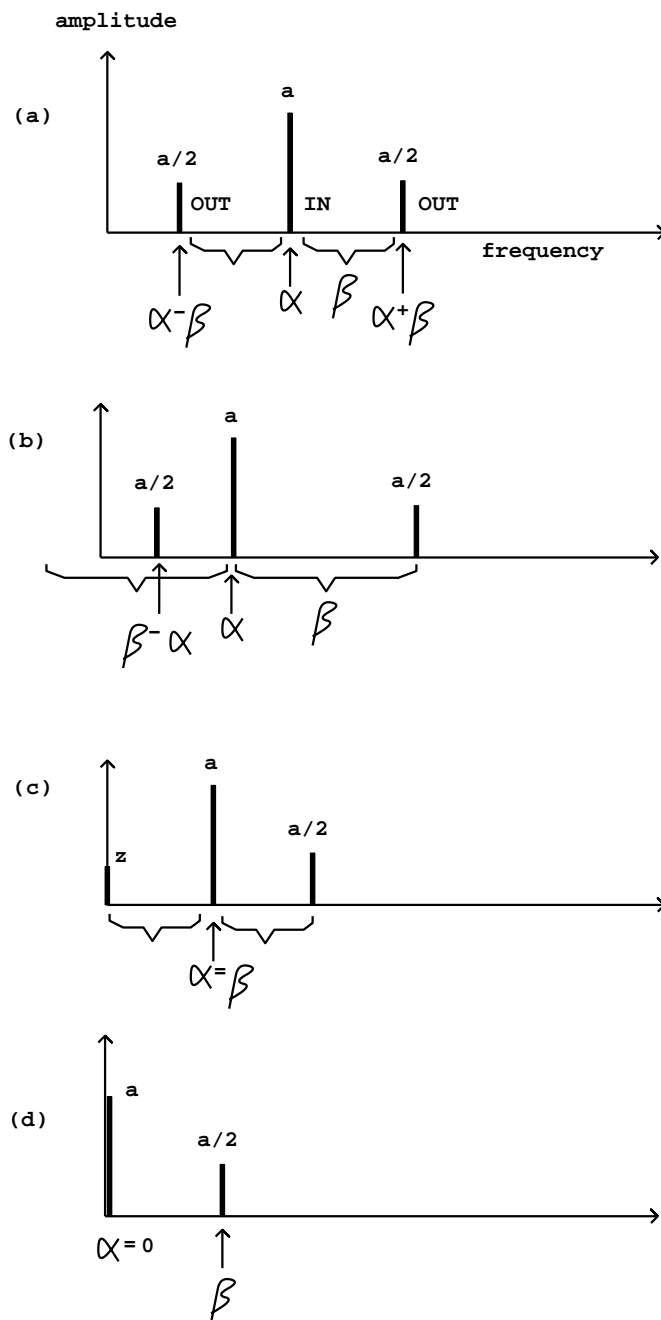 amplitude
(a)
a
a/2
a/2
OUT
IN
OUT
frequency
α-β
α
β
α+β
(b)
a
a/2
a/2
β-α
α
β
(c)
a
z
a/2
α=β
(d)
a
a/2
α=0
β